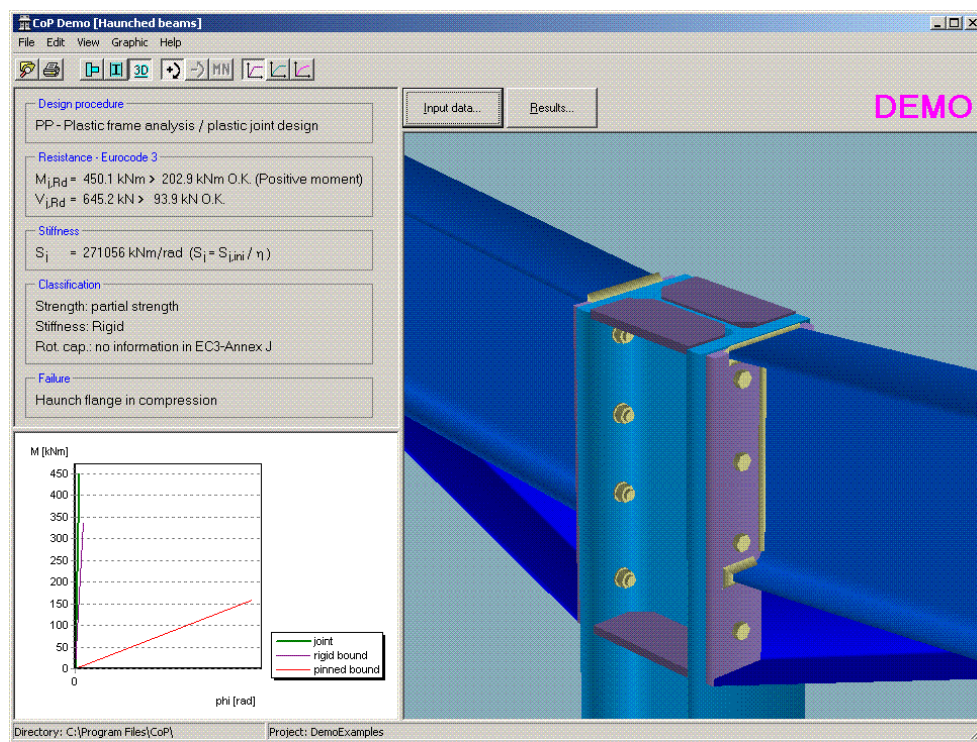 CoP Demo [Haunched beams]
File Edit View Graphic Help
3D MN
Input data... Results...
DEMO
Design procedure
PP - Plastic frame analysis / plastic joint design
Resistance - Eurocode 3
Mj,Rd = 450.1 kNm > 202.9 kNm O.K. (Positive moment)
Vj,Rd = 645.2 kN > 93.9 kN O.K.
Stiffness
Sj = 271056 kNm/rad (Sj = Sj,ini / η )
Classification
Strength: partial strength
Stiffness: Rigid
Rot. cap.: no information in EC3-Annex J
Failure
Haunch flange in compression
M [kNm]
450
400
350
300
250
200
150
100
50
0
0
phi [rad]
joint
rigid bound
pinned bound
Directory: C:\Program Files\CoP\ Project: DemoExamples